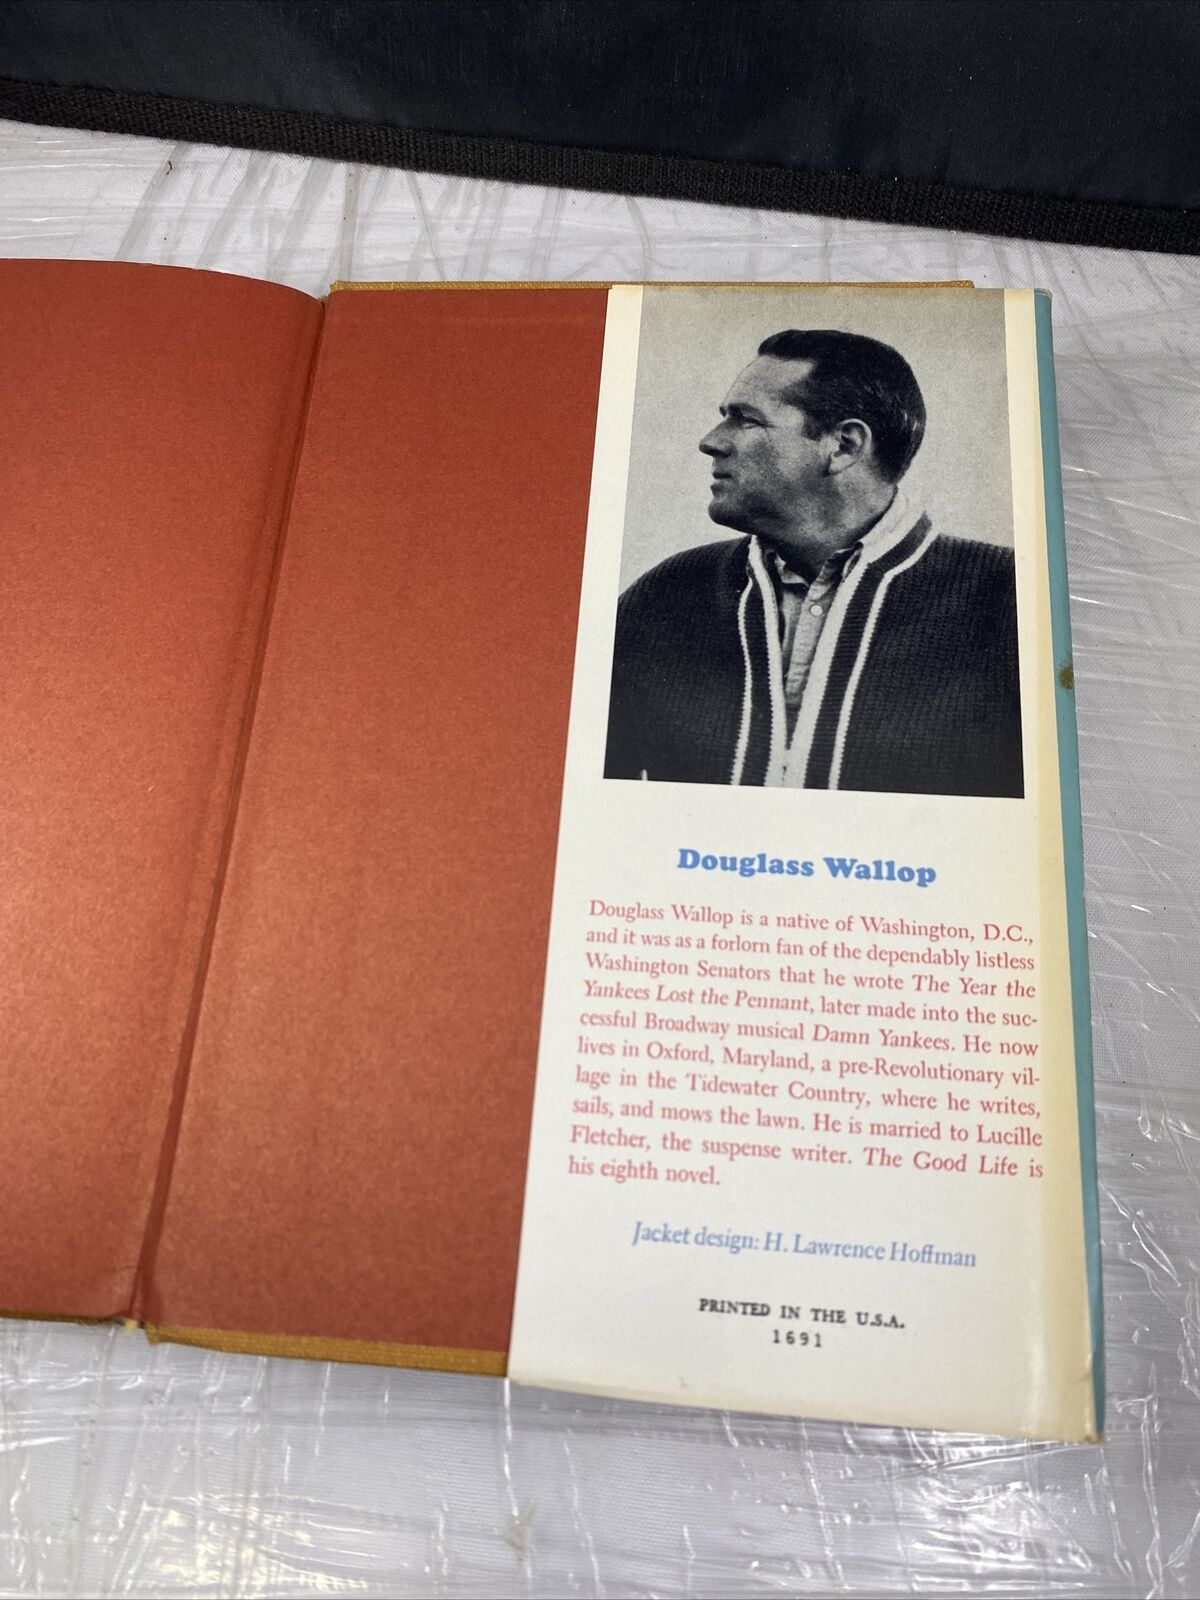 Douglass Wallop
Douglass Wallop is a native of Washington, D.C.,
and it was as a forlorn fan of the dependably listless
Washington Senators that he wrote The Year the
Yankees Lost the Pennant, later made into the suc-
cessful Broadway musical Damn Yankees. He now
lives in Oxford, Maryland, a pre-Revolutionary vil-
lage in the Tidewater Country, where he writes,
sails, and mows the lawn. He is married to Lucille
Fletcher, the suspense writer. The Good Life is
his eighth novel.
Jacket design: H. Lawrence Hoffman
PRINTED IN THE U.S.A.
1691